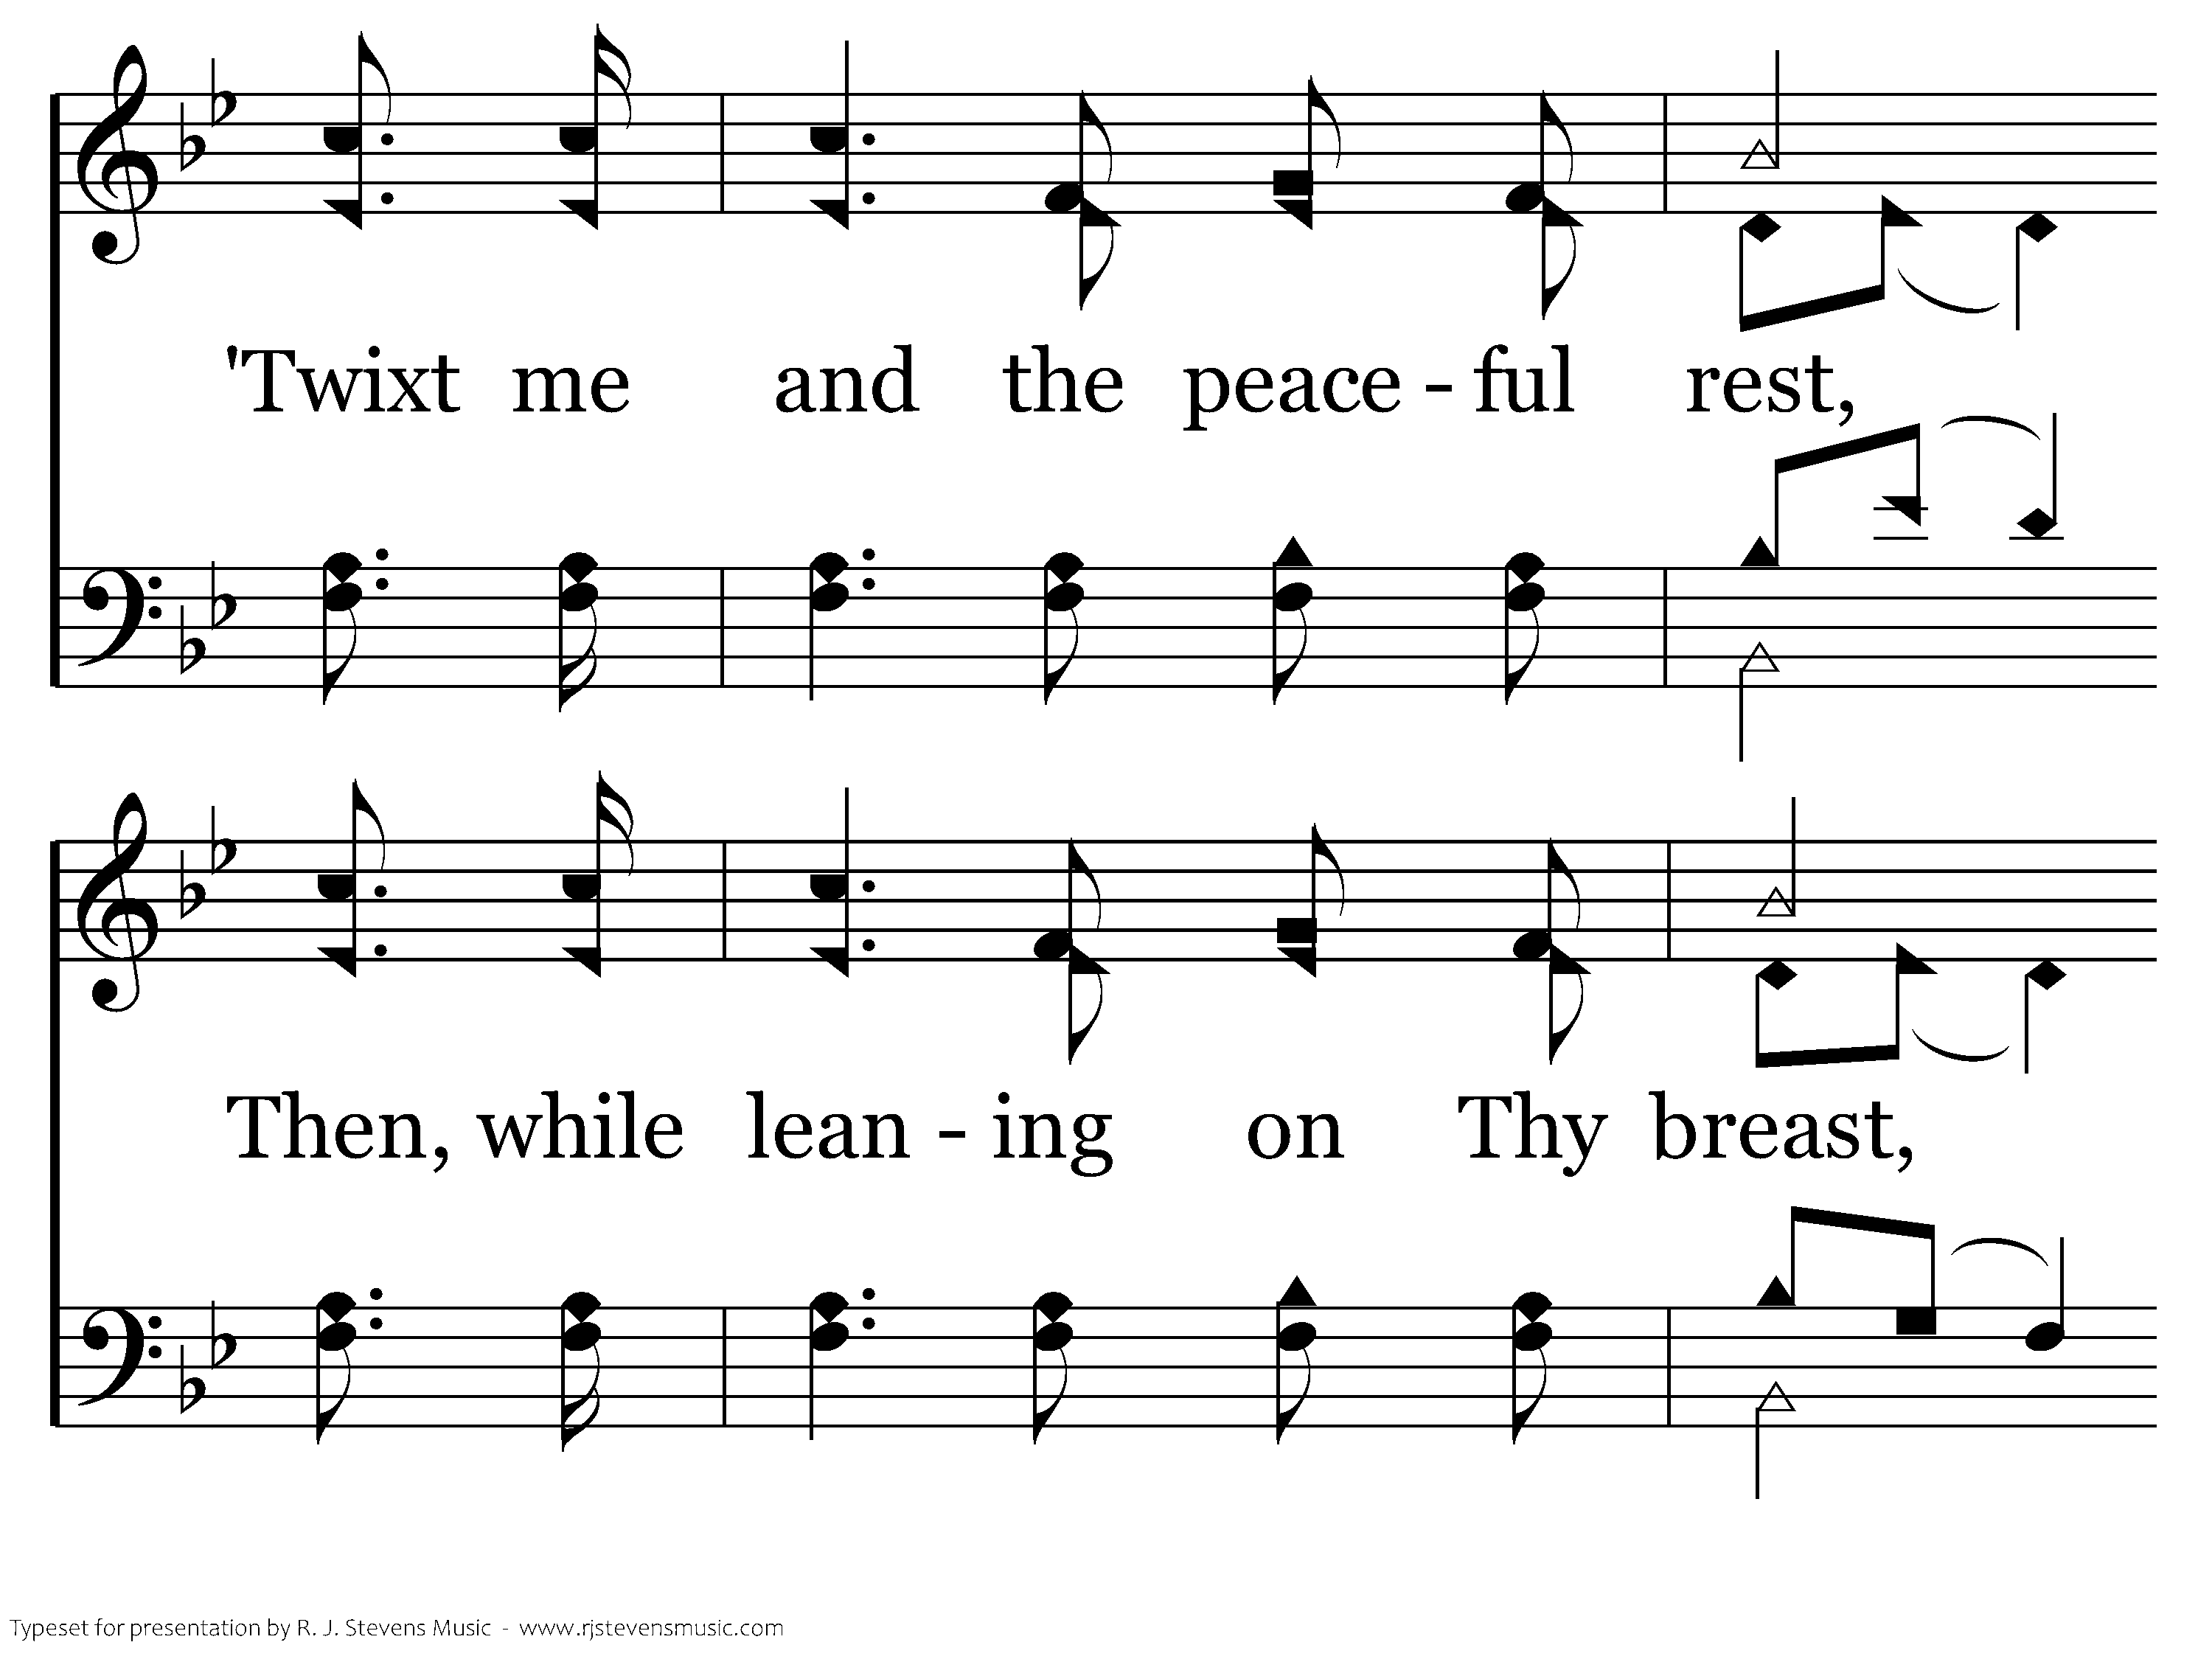 'Twixt me and the peace - ful rest,
Then, while lean - ing on Thy breast,
Typeset for presentation by R. J. Stevens Music - www.rjstevensmusic.com